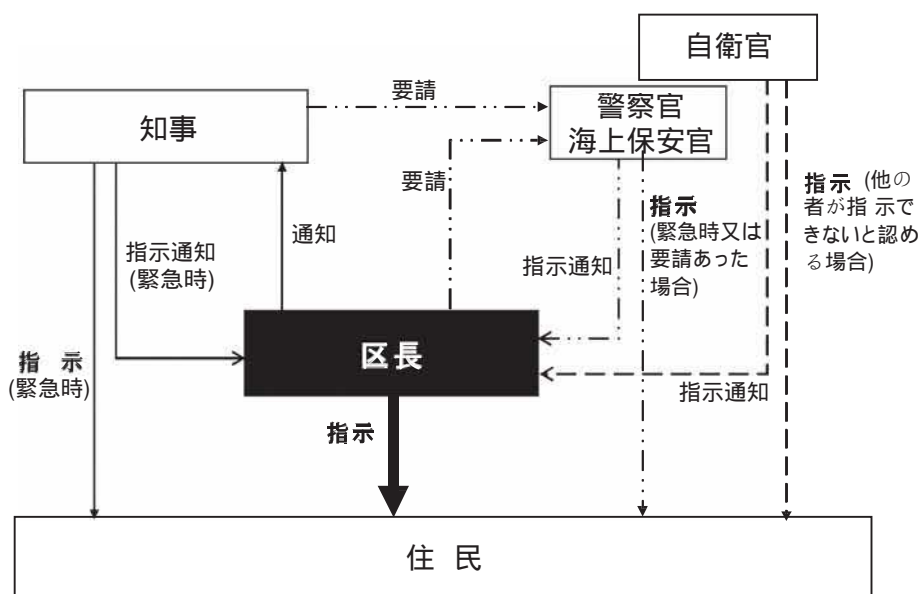 自衛官
要請
警察官
海上保安官
知事
要請
指示 (他の
者が指 示で
きないと認め
る場合)
指示
(緊急時又は
要請あった
場合)
通知
指示通知
(緊急時)
指示通知
区長
指 示
(緊急時)
指示通知
指示
住 民